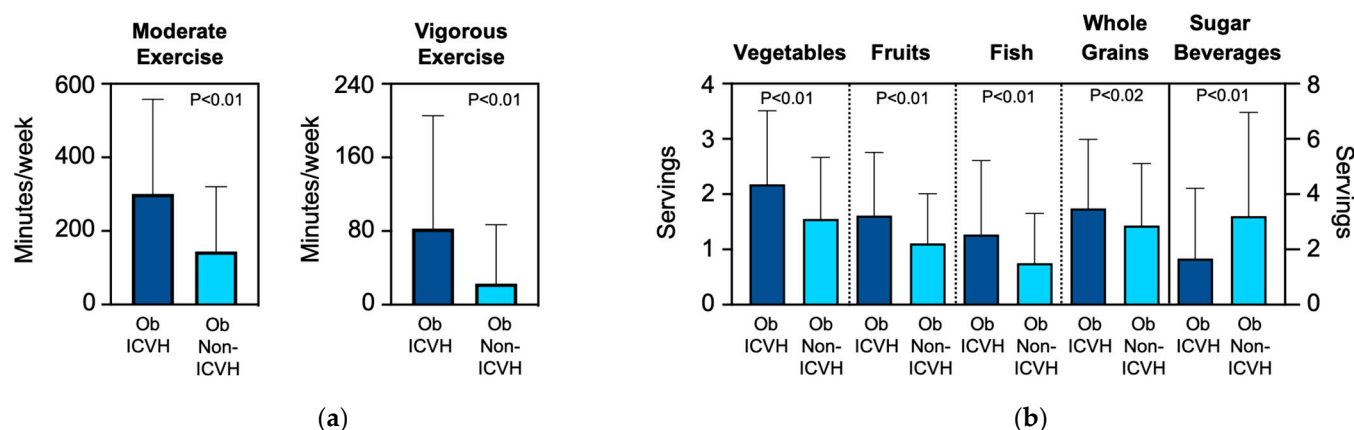 Moderate
Exercise
P<0.01
600
400
200
0
Minutes/week
Ob
ICVH
Ob
Non-
ICVH
Vigorous
Exercise
P<0.01
240
160
80
0
Minutes/week
Ob
ICVH
Ob
Non-
ICVH
(a)
Vegetables
Fruits
Fish
Whole
Grains
Sugar
Beverages
P<0.01
P<0.01
P<0.01
P<0.02
P<0.01
4
3
2
1
0
Servings
8
6
4
2
0
Servings
Ob
ICVH
Ob
Non-
ICVH
Ob
ICVH
Ob
Non-
ICVH
Ob
ICVH
Ob
Non-
ICVH
Ob
ICVH
Ob
Non-
ICVH
Ob
ICVH
Ob
Non-
ICVH
(b)